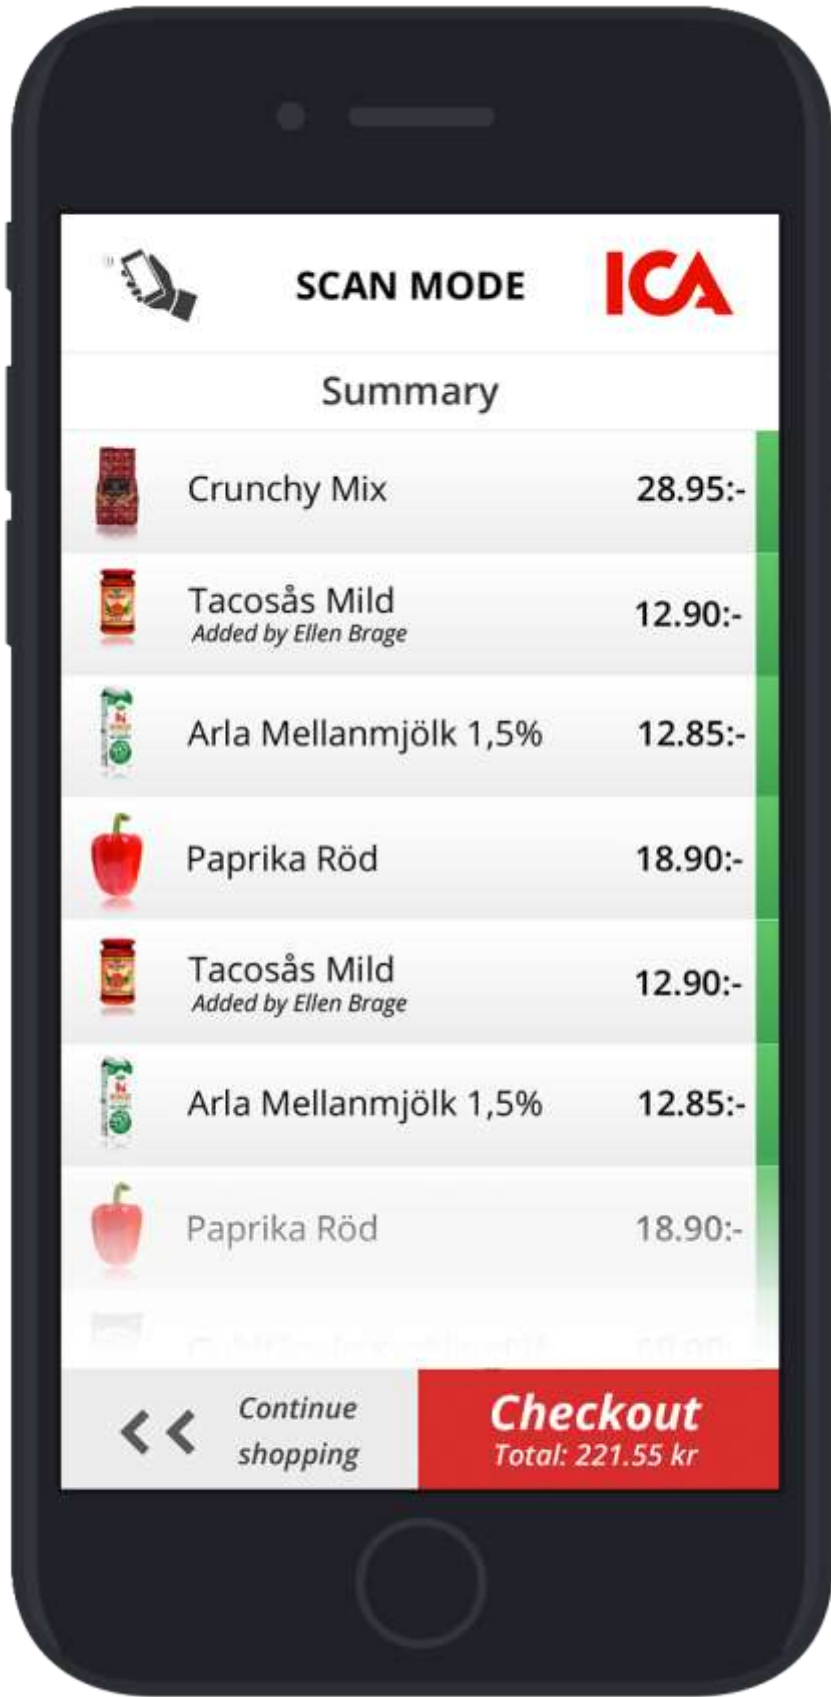 SCAN MODE
ICA
Summary
Crunchy Mix 28.95:-
Tacosås Mild 12.90:-
Added by Ellen Brage
Arla Mellanmjölk 1,5% 12.85:-
Paprika Röd 18.90:-
Tacosås Mild 12.90:-
Added by Ellen Brage
Arla Mellanmjölk 1,5% 12.85:-
Paprika Röd 18.90:-
Continue
shopping
Checkout
Total: 221.55 kr